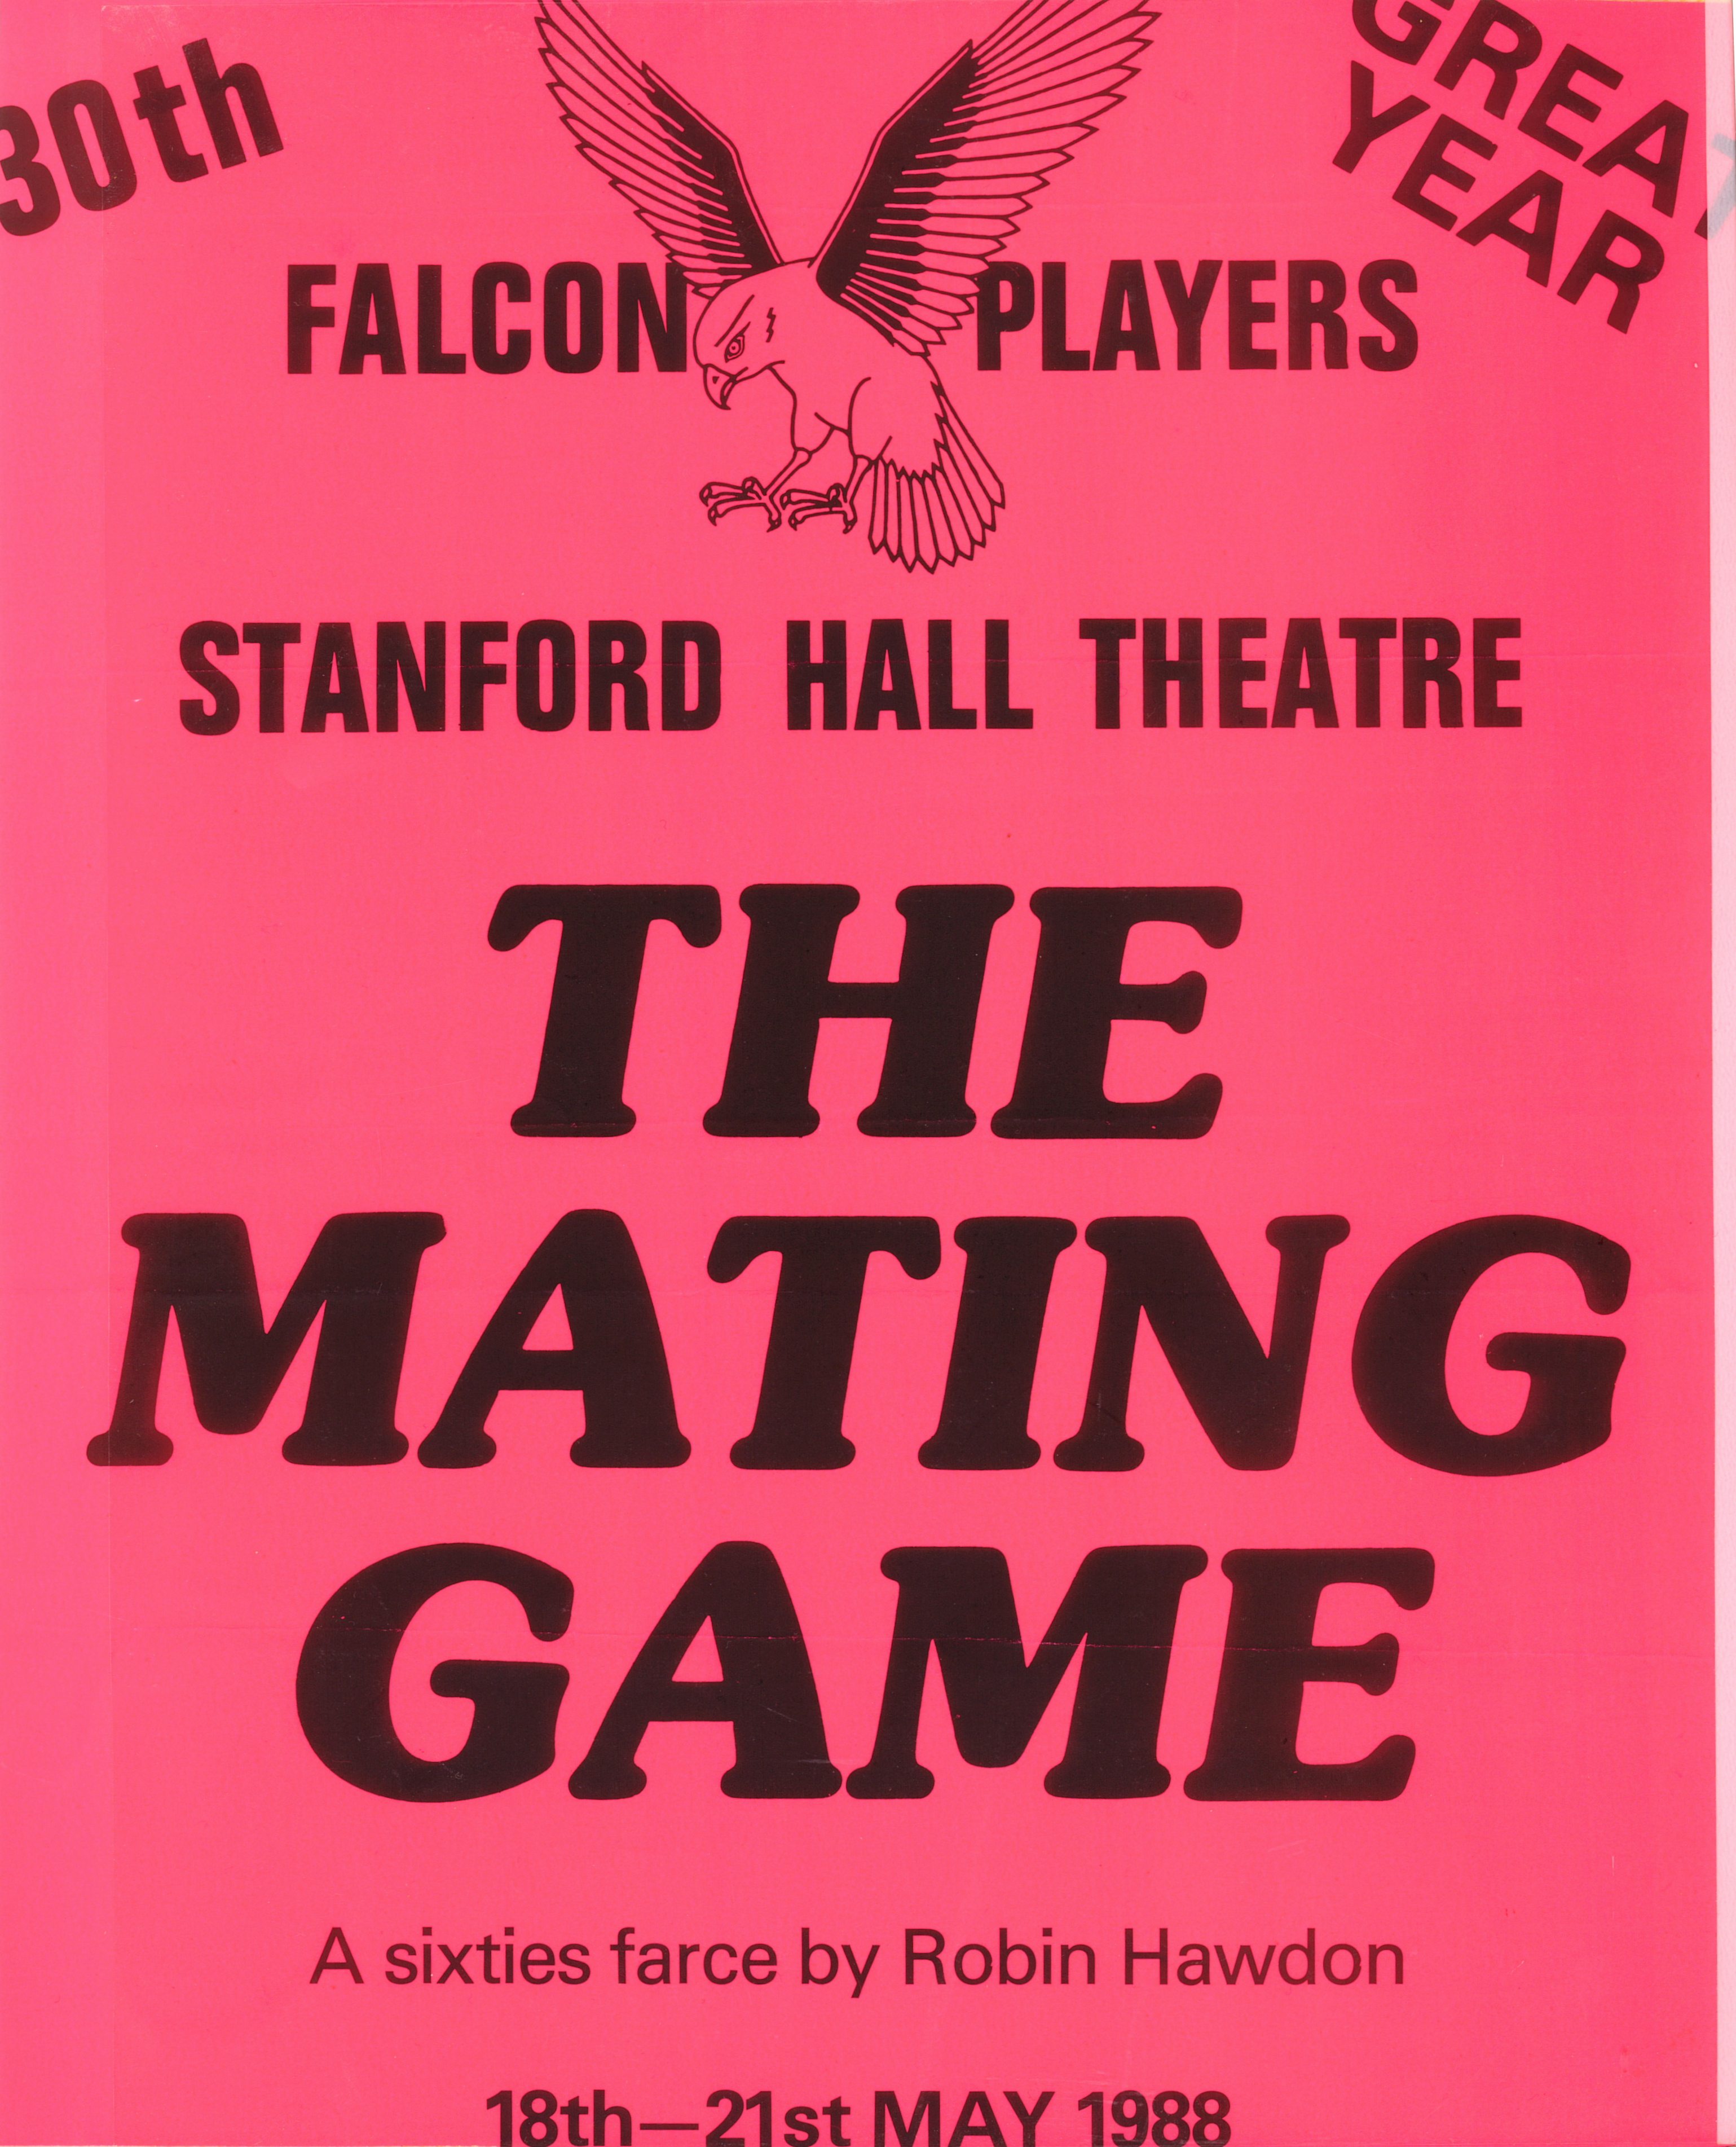 30th
GREAT
YEAR
FALCON PLAYERS
STANFORD HALL THEATRE
THE
MATING
GAME
A sixties farce by Robin Hawdon
18th—21st MAY 1988